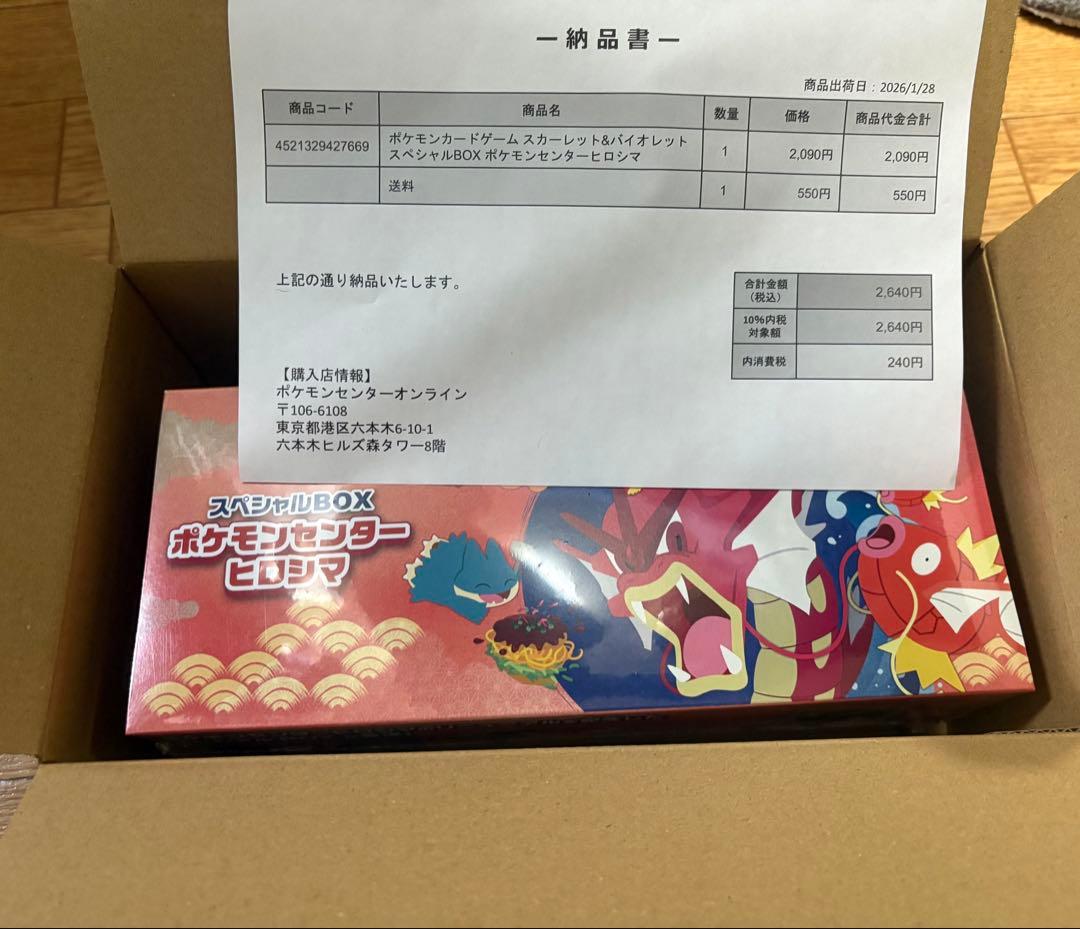 ー納品書ー
商品出荷日：2026/1/28
商品コード 商品名 数量 価格 商品代金合計
4521329427669 ポケモンカードゲーム スカーレット&バイオレット
スペシャルBOX ポケモンセンターヒロシマ 1 2,090円 2,090円
送料 1 550円 550円
上記の通り納品いたします。
合計金額
（税込） 2,640円
10%内税
対象額 2,640円
内消費税 240円
【購入店情報】
ポケモンセンターオンライン
〒106-6108
東京都港区六本木6-10-1
六本木ヒルズ森タワー8階
スペシャルBOX
ポケモンセンター
ヒロシマ